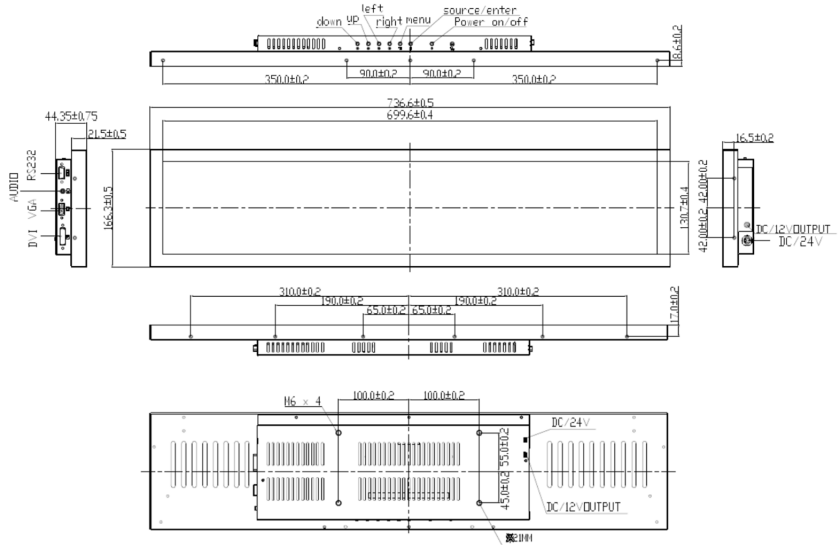 left
source/enter
down
up
right
menu
Power on/off
8.6±0.2
350.0±0.2
90.0±0.2
90.0±0.2
350.0±0.2
736.6±0.5
699.6±0.4
44.35±0.75
21.5±0.5
16.5±0.2
AUDIO
RS232
VGA
DVI
166.3±0.5
130.7±0.4
42.00±0.2
42.00±0.2
DC/12V OUTPUT
DC/24V
310.0±0.2
310.0±0.2
190.0±0.2
190.0±0.2
65.0±0.2
65.0±0.2
17.0±0.2
M6 x 4
100.0±0.2
100.0±0.2
55.0±0.2
45.0±0.2
DC/24V
DC/12V OUTPUT
21MM